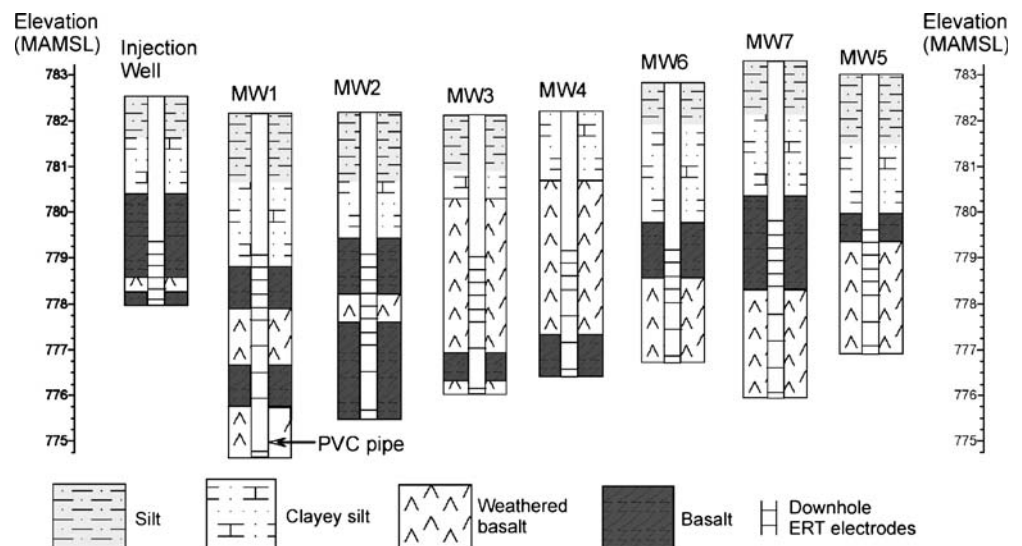 Elevation
(MAMSL)
Injection
Well
MW1
MW2
MW3
MW4
MW6
MW7
MW5
Elevation
(MAMSL)
783
782
781
780
779
778
777
776
775
783
782
781
780
779
778
777
776
775
PVC pipe
Silt
Clayey silt
Weathered
basalt
Basalt
Downhole
ERT electrodes